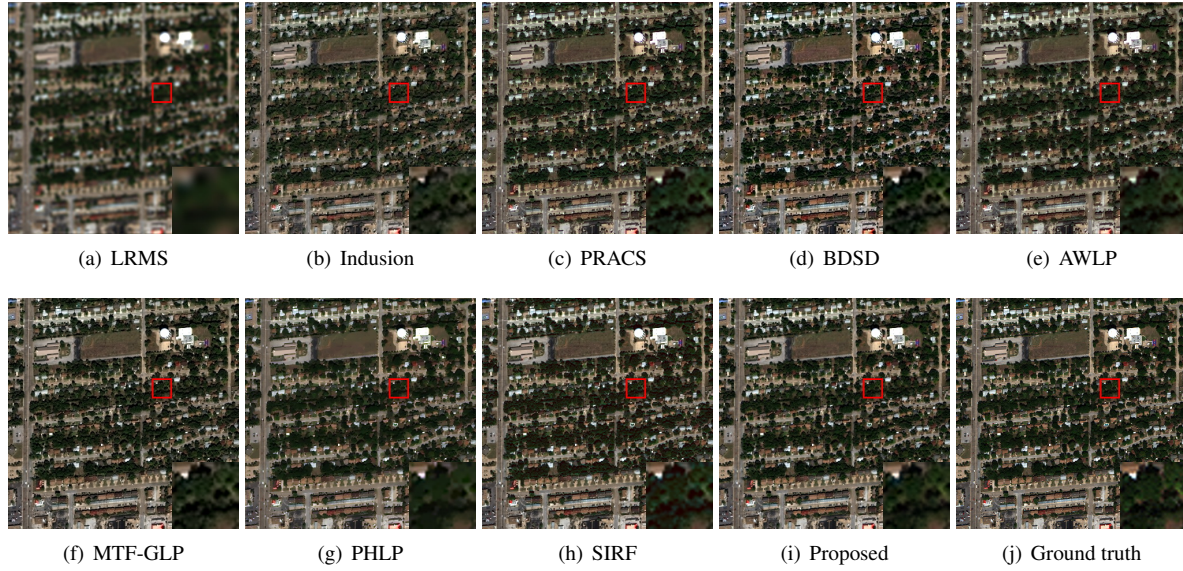 (a) LRMS
(b) Indusion
(c) PRACS
(d) BDSD
(e) AWLP
(f) MTF-GLP
(g) PHLP
(h) SIRF
(i) Proposed
(j) Ground truth